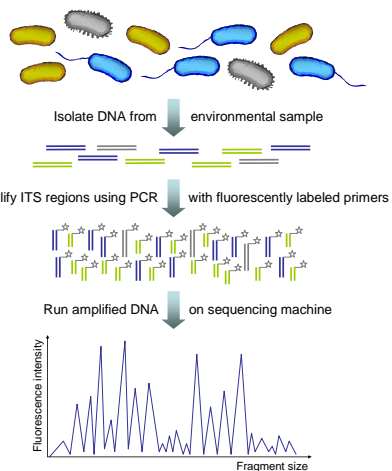 Isolate DNA from environmental sample
lify ITS regions using PCR with fluorescently labeled primers
Run amplified DNA on sequencing machine
Fluorescence intensity
Fragment size